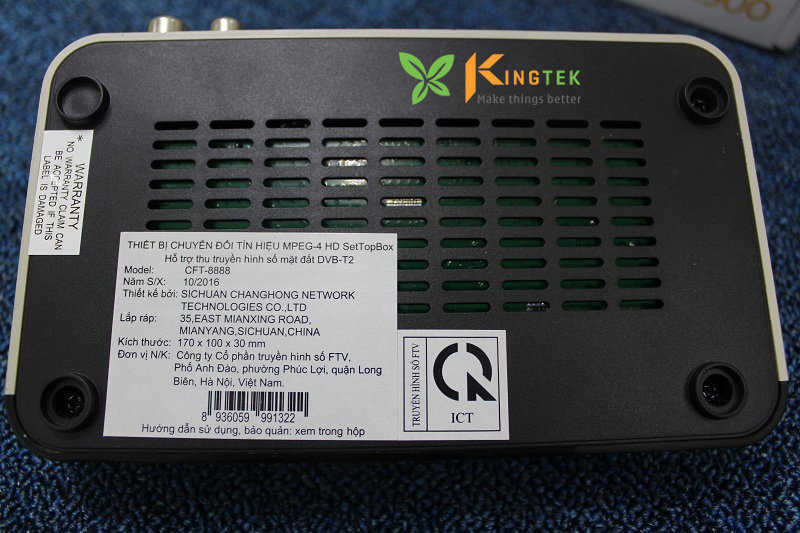 300
KINGTEK
Make things better
* WARRANTY
NO WARRANTY CLAIM CAN
BE ACCEPTED IF THIS
LABEL IS DAMAGED
THIẾT BỊ CHUYỂN ĐỔI TÍN HIỆU MPEG-4 HD SetTopBox
Hỗ trợ thu truyền hình số mặt đất DVB-T2
Model: CFT-8888
Năm S/X: 10/2016
Thiết kế bởi: SICHUAN CHANGHONG NETWORK
TECHNOLOGIES CO.,LTD
Lắp ráp: 35,EAST MIANXING ROAD,
MIANYANG,SICHUAN,CHINA
Kích thước: 170 x 100 x 30 mm
Đơn vị N/K: Công ty Cổ phần truyền hình số FTV,
Phố Anh Đào, phường Phúc Lợi, quận Long
Biên, Hà Nội, Việt Nam.
8 936059 991322
Hướng dẫn sử dụng, bảo quản: xem trong hộp
TRUYỀN HÌNH SỐ FTV
ICT